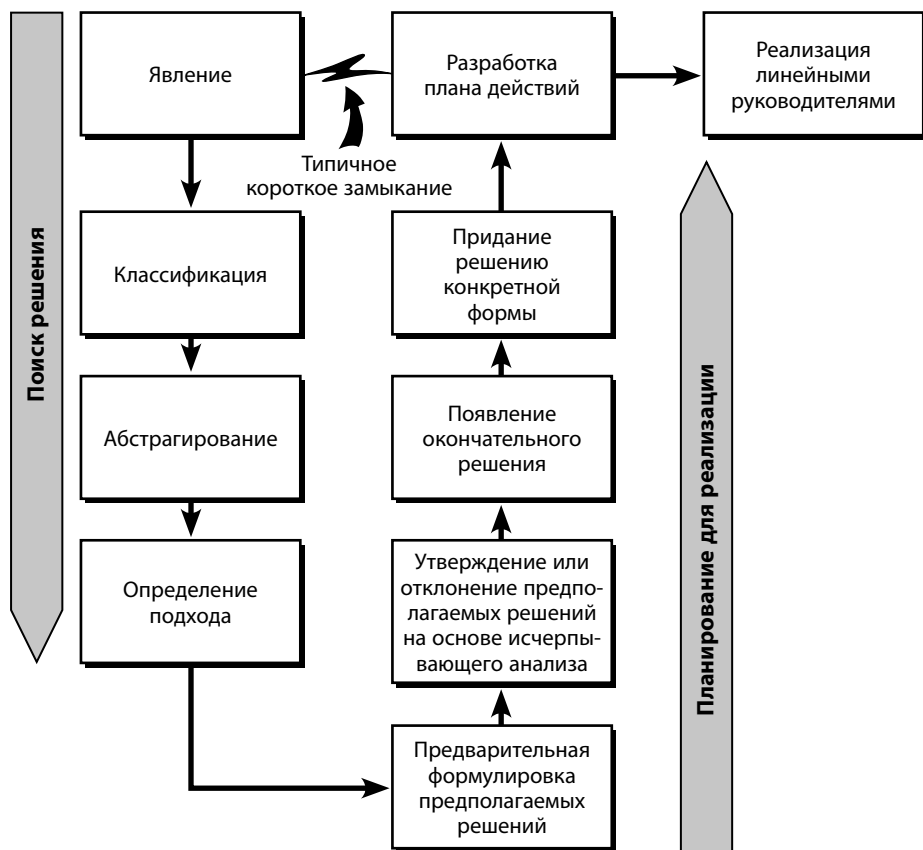 Явление
Разработка
плана действий
Реализация
линейными
руководителями
Типичное
короткое замыкание
Классификация
Придание
решению
конкретной
формы
Абстрагирование
Появление
окончательного
решения
Определение
подхода
Утверждение или
отклонение предпо-
лагаемых решений
на основе исчерпы-
вающего анализа
Предварительная
формулировка
предполагаемых
решений
Поиск решения
Планирование для реализации